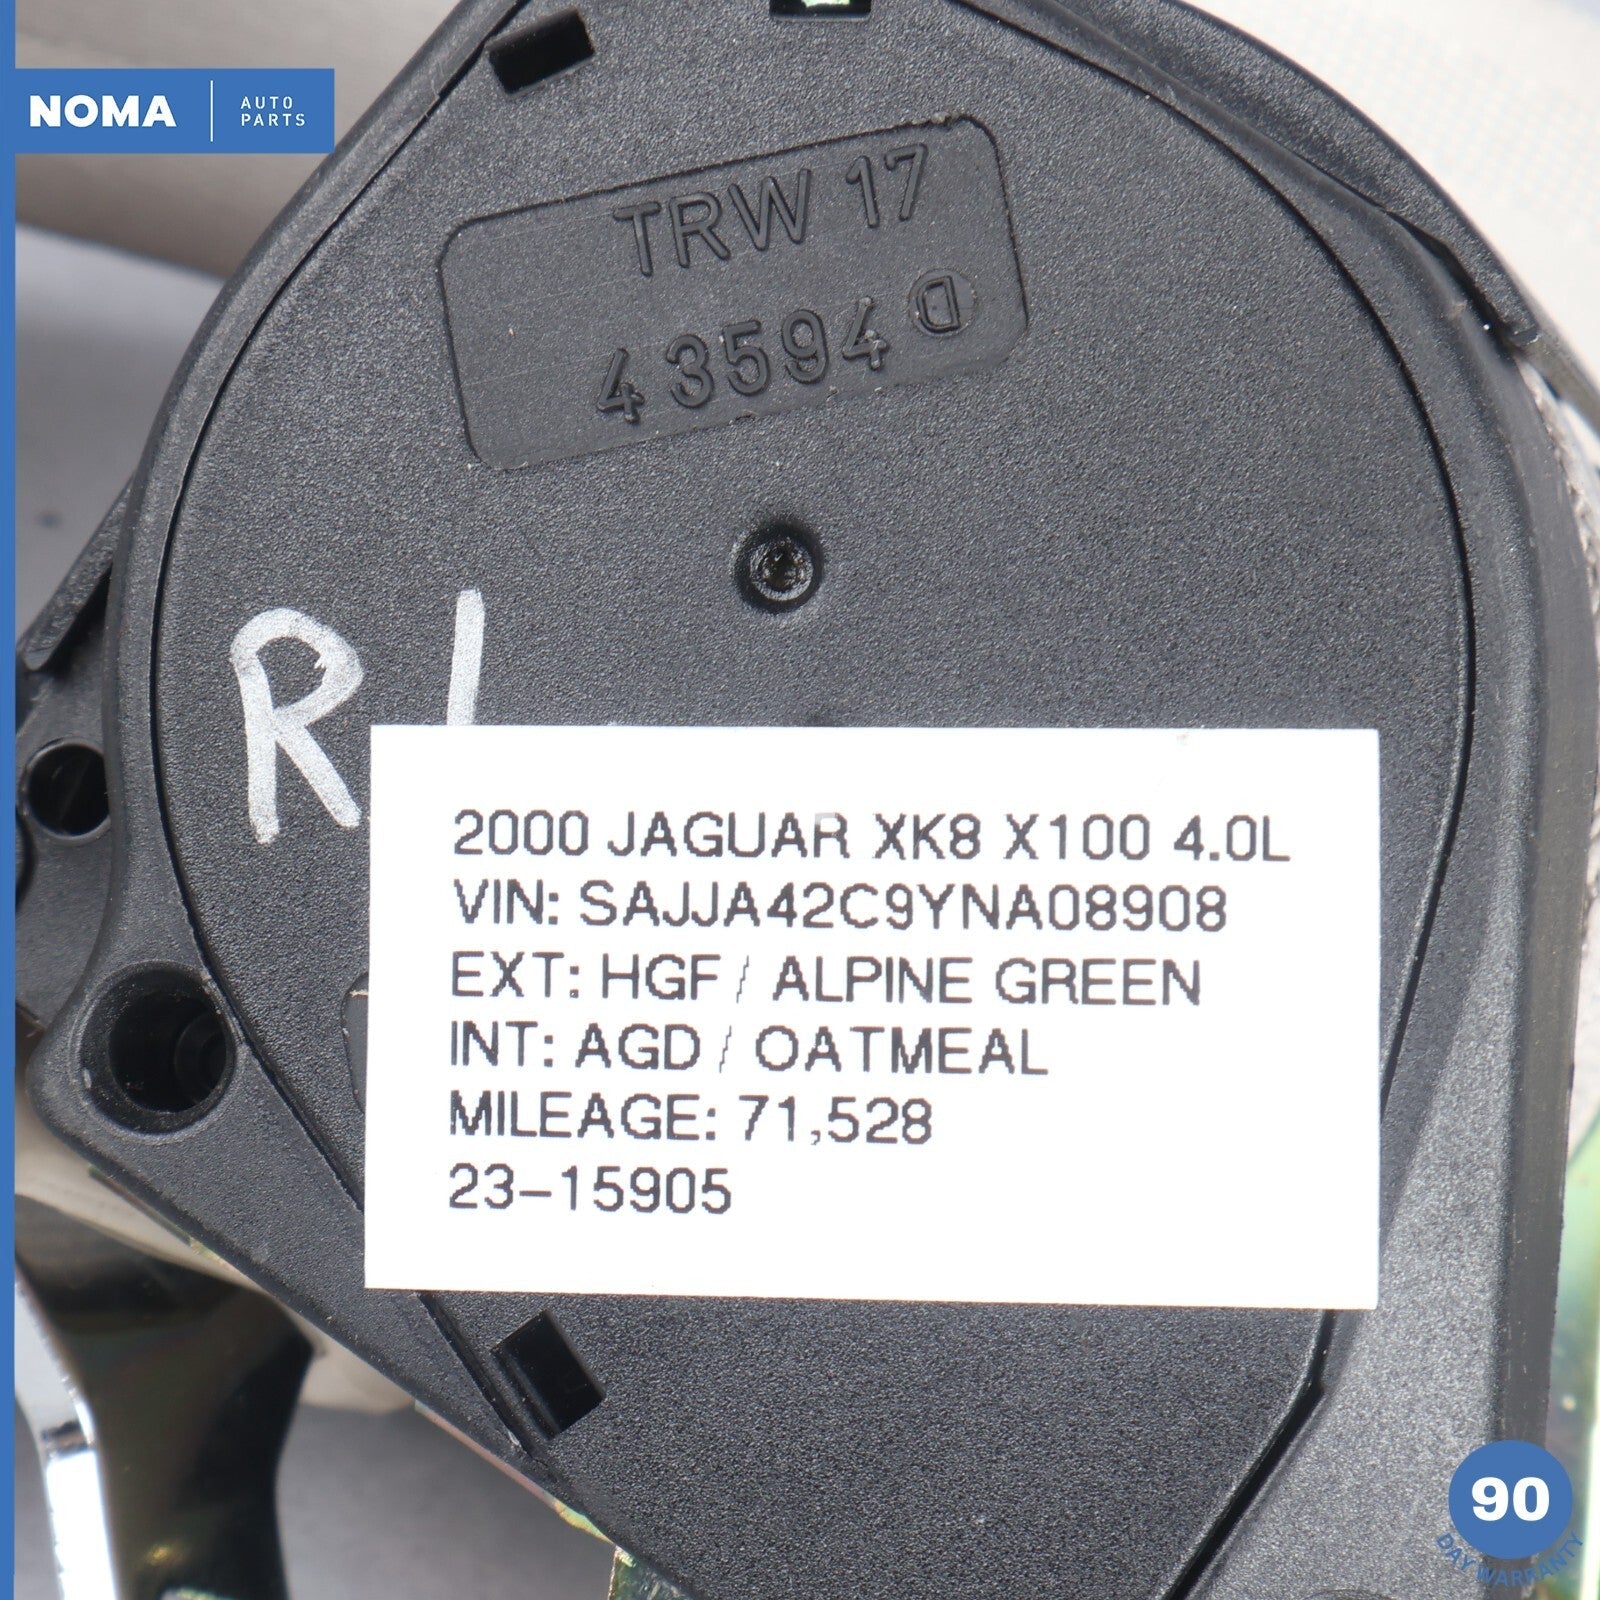 NOMA
AUTO
PARTS
TRW 17
43594 D
R
2000 JAGUAR XK8 X100 4.0L
VIN: SAJJA42C9YNA08908
EXT: HGF / ALPINE GREEN
INT: AGD / OATMEAL
MILEAGE: 71,528
23-15905
90
DAY WARRANTY